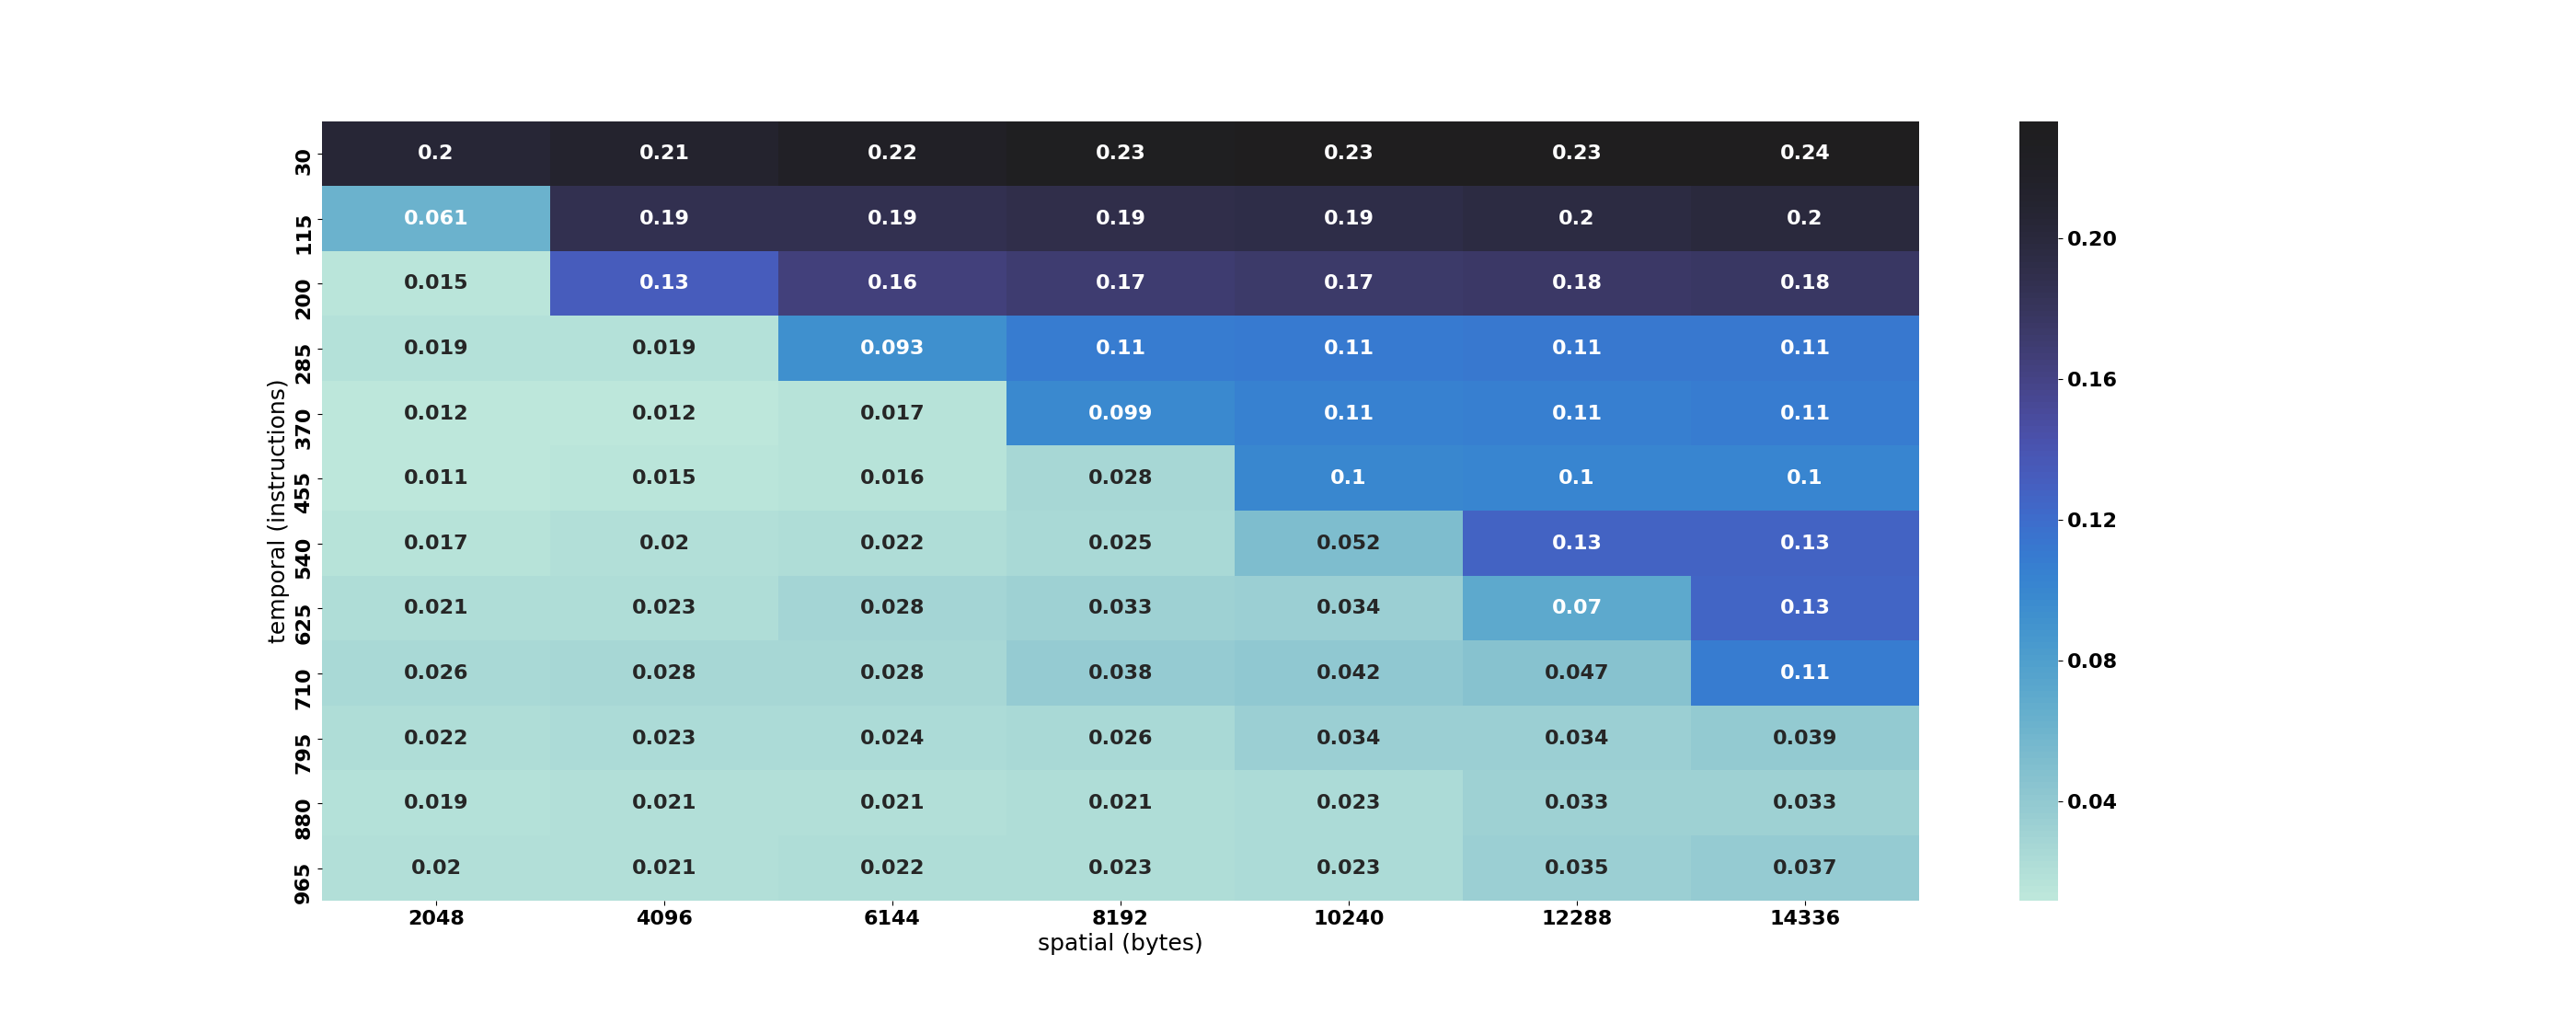 30 0.2 0.21 0.22 0.23 0.23 0.23 0.24
115 0.061 0.19 0.19 0.19 0.19 0.2 0.2
200 0.015 0.13 0.16 0.17 0.17 0.18 0.18
285 0.019 0.019 0.093 0.11 0.11 0.11 0.11
370 0.012 0.012 0.017 0.099 0.11 0.11 0.11
455 0.011 0.015 0.016 0.028 0.1 0.1 0.1
540 0.017 0.02 0.022 0.025 0.052 0.13 0.13
625 0.021 0.023 0.028 0.033 0.034 0.07 0.13
710 0.026 0.028 0.028 0.038 0.042 0.047 0.11
795 0.022 0.023 0.024 0.026 0.034 0.034 0.039
880 0.019 0.021 0.021 0.021 0.023 0.033 0.033
965 0.02 0.021 0.022 0.023 0.023 0.035 0.037
2048 4096 6144 8192 10240 12288 14336
spatial (bytes)
temporal (instructions)
0.20
0.16
0.12
0.08
0.04